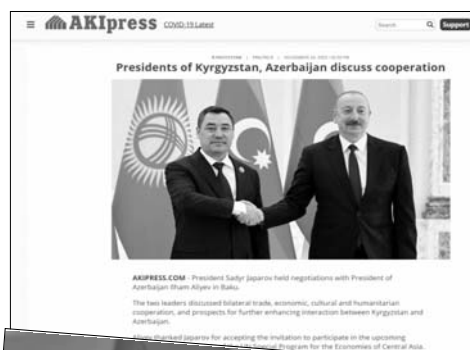 AKIpress COVID-19 Latest
Search
Support
Presidents of Kyrgyzstan, Azerbaijan discuss cooperation
AKIPRESS.COM - President Sadyr Japarov held negotiations with President of
Azerbaijan Ilham Aliyev in Baku.
The two leaders discussed bilateral trade, economic, cultural and humanitarian
cooperation, and prospects for further enhancing interaction between Kyrgyzstan and
Azerbaijan.
Aliyev thanked Japarov for accepting the invitation to participate in the upcoming
Special Program for the Economies of Central Asia.